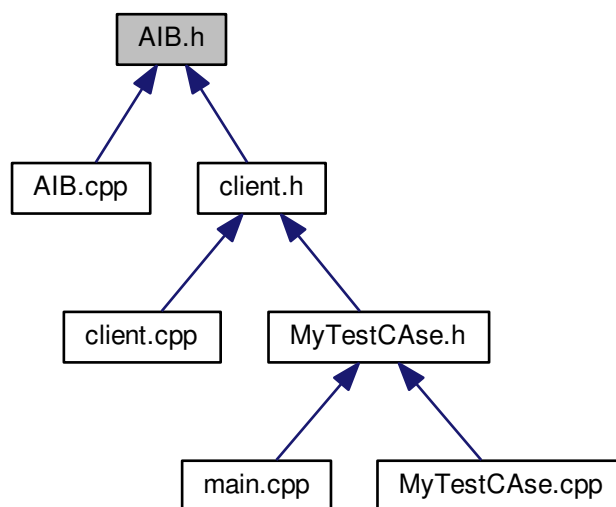 AIB.h
AIB.cpp
client.h
client.cpp
MyTestCAse.h
main.cpp
MyTestCAse.cpp